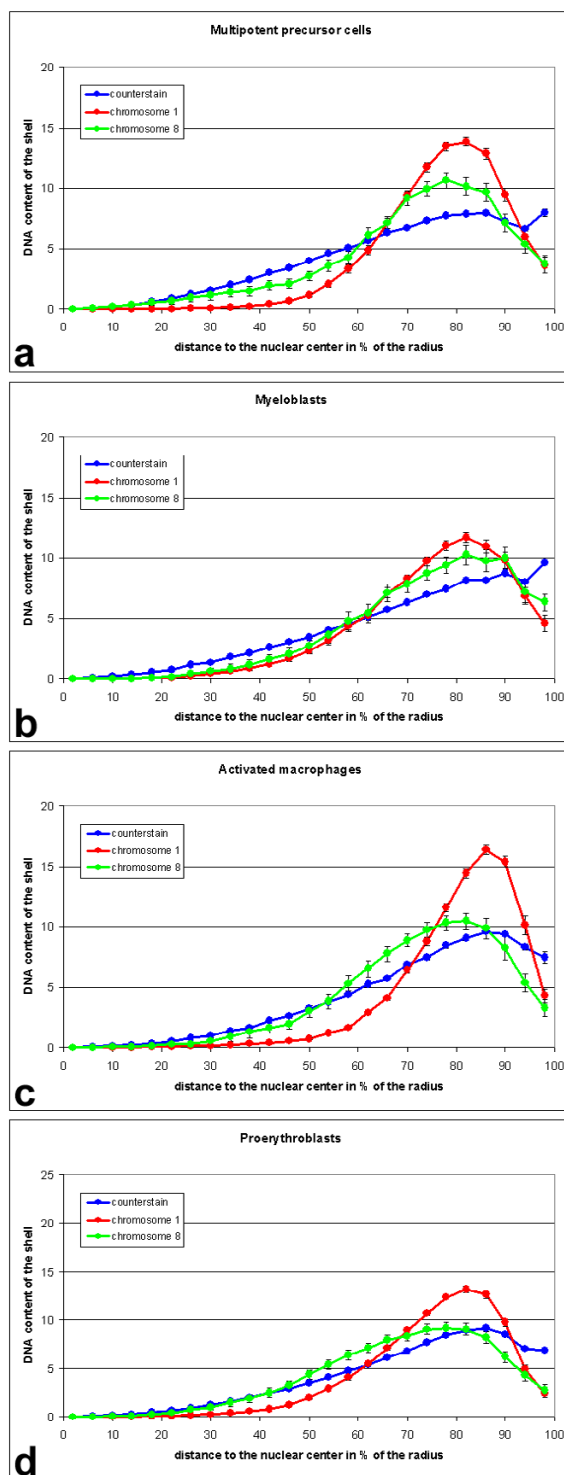 Multipotent precursor cells
20
15
10
5
0
DNA content of the shell
counterstain
chromosome 1
chromosome 8
0 10 20 30 40 50 60 70 80 90 100
distance to the nuclear center in % of the radius
a
Myeloblasts
20
15
10
5
0
DNA content of the shell
counterstain
chromosome 1
chromosome 8
0 10 20 30 40 50 60 70 80 90 100
distance to the nuclear center in % of the radius
b
Activated macrophages
20
15
10
5
0
DNA content of the shell
counterstain
chromosome 1
chromosome 8
0 10 20 30 40 50 60 70 80 90 100
distance to the nuclear center in % of the radius
c
Proerythroblasts
25
20
15
10
5
0
DNA content of the shell
counterstain
chromosome 1
chromosome 8
0 10 20 30 40 50 60 70 80 90 100
distance to the nuclear center in % of the radius
d